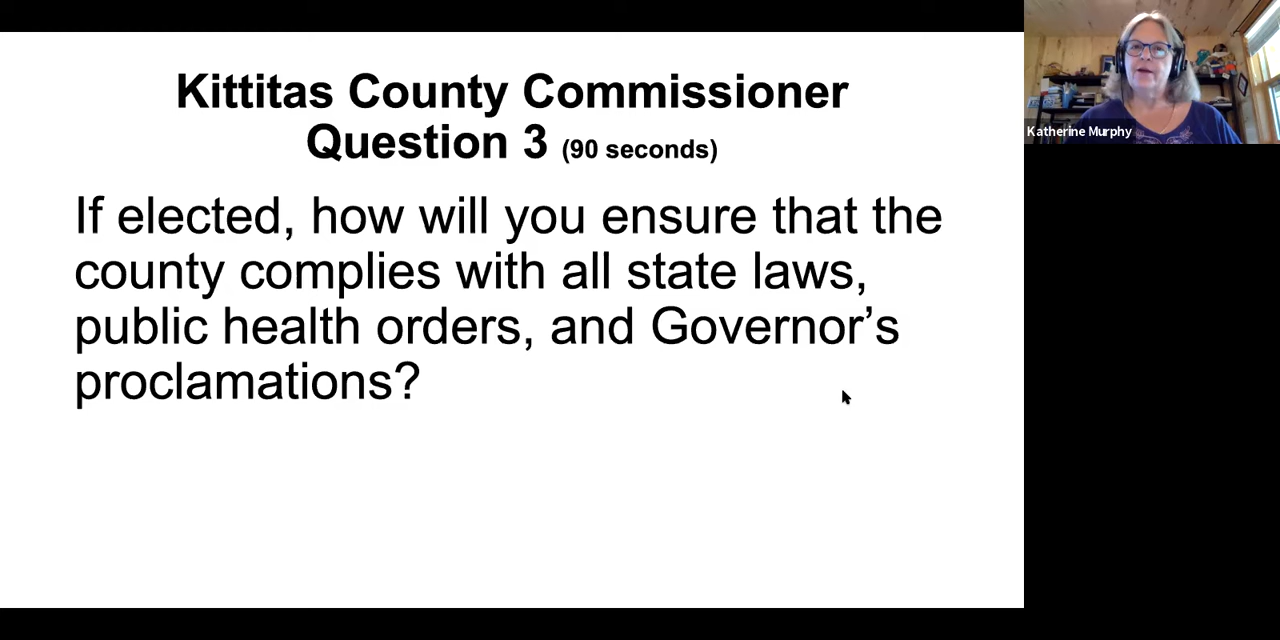 Kittitas County Commissioner
Question 3 (90 seconds)
If elected, how will you ensure that the
county complies with all state laws,
public health orders, and Governor’s
proclamations?
Katherine Murphy